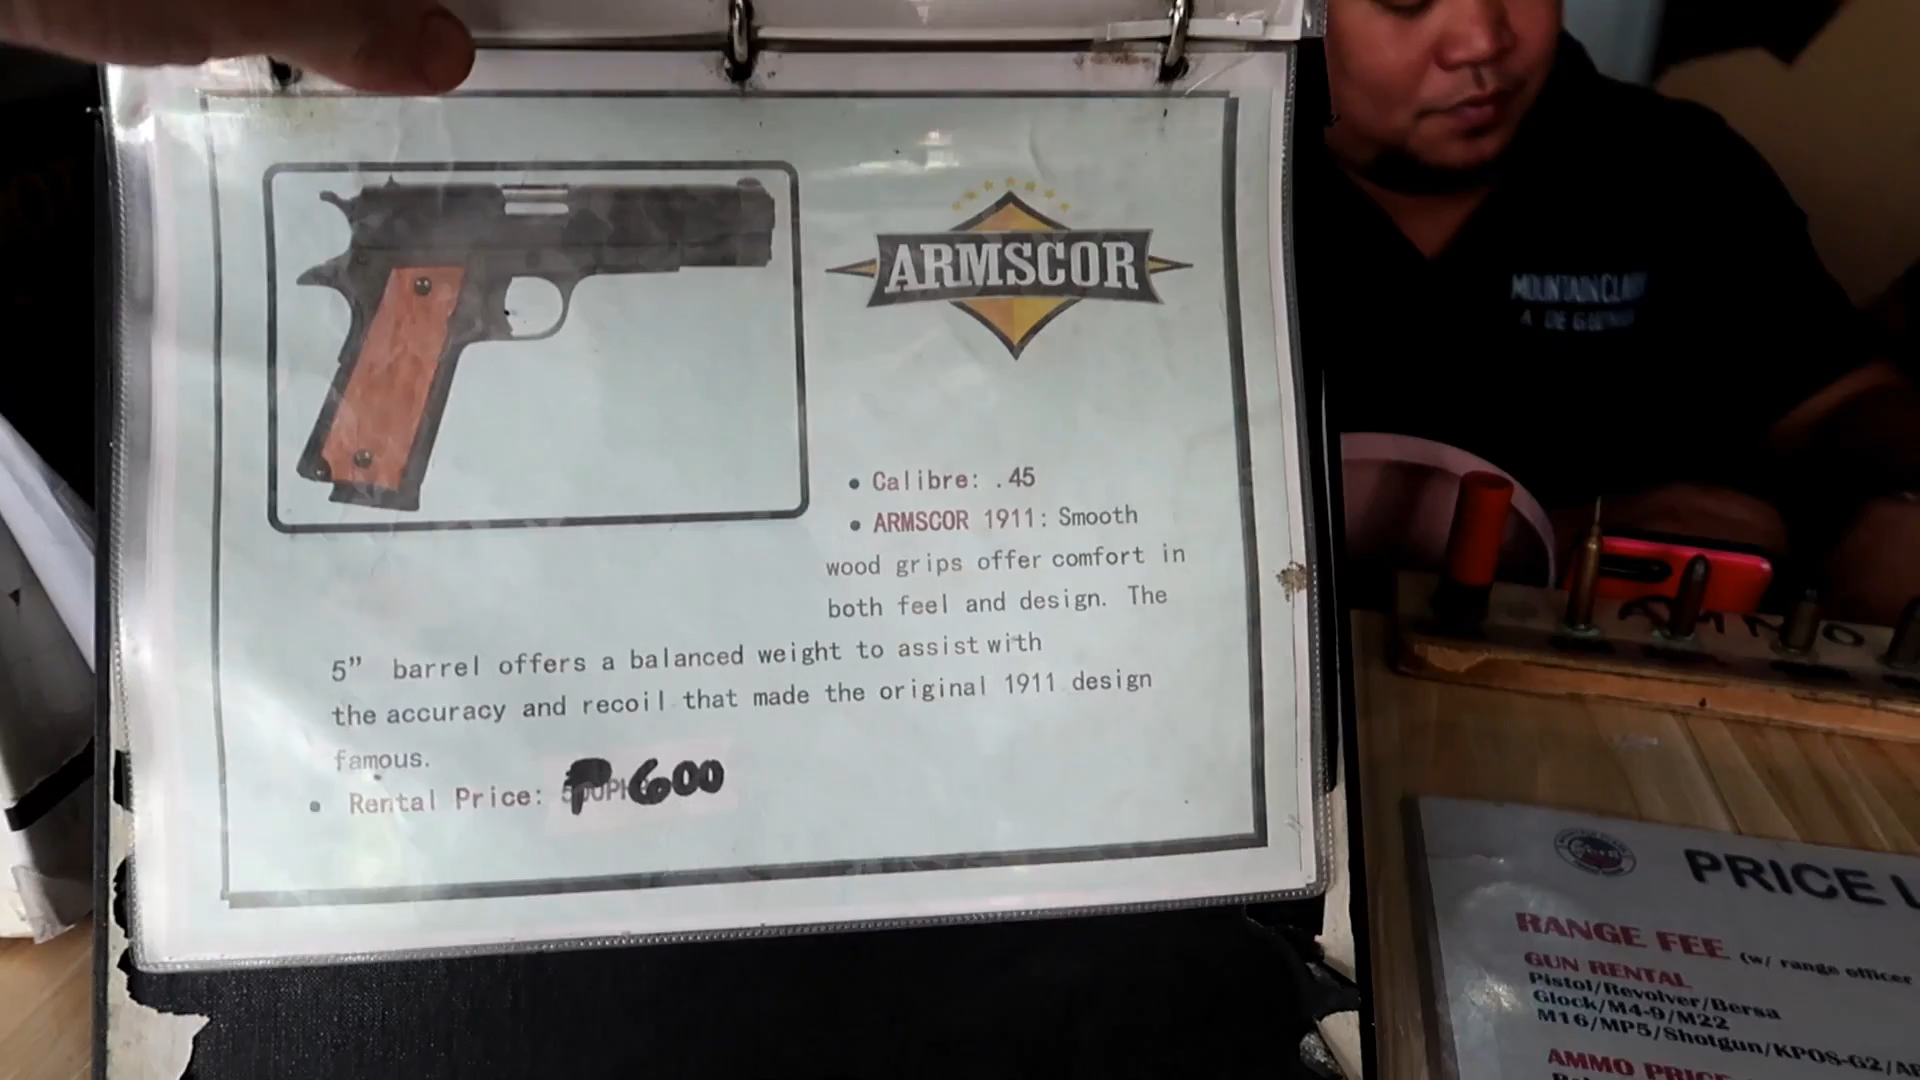 ARMSCOR
• Calibre: .45
• ARMSCOR 1911: Smooth
wood grips offer comfort in
both feel and design. The
5” barrel offers a balanced weight to assist with
the accuracy and recoil that made the original 1911 design
famous.
• Rental Price: ₱600
MOUNTAIN
AMMO
PRICE
RANGE FEE (w/ range officer
GUN RENTAL
Pistol/Revolver/Bersa
Glock/M4-9/M22
M16/MP5/Shotgun/KPOS-G2/
AMMO PRICE